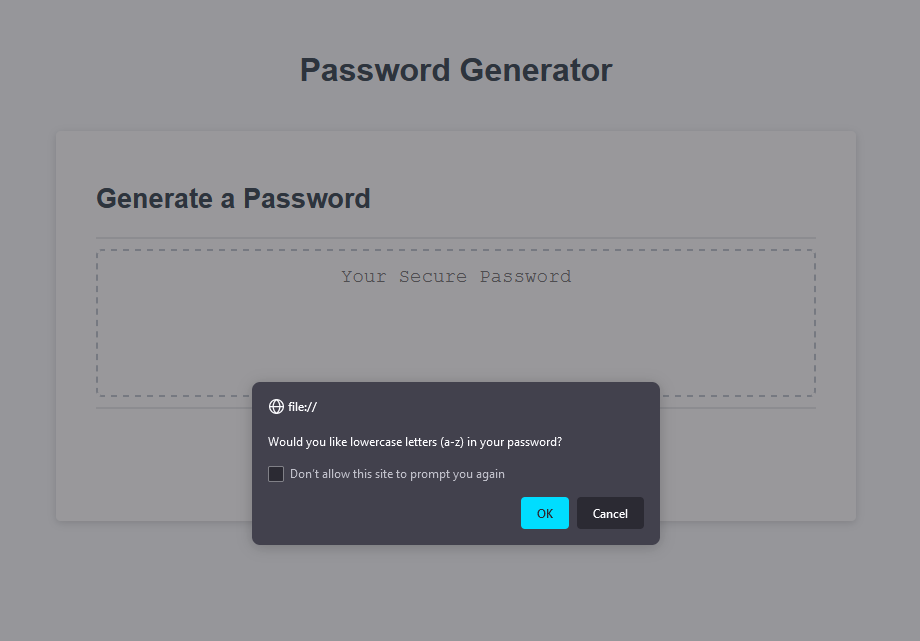 Password Generator
Generate a Password
Your Secure Password
file://
Would you like lowercase letters (a-z) in your password?
Don't allow this site to prompt you again
OK Cancel